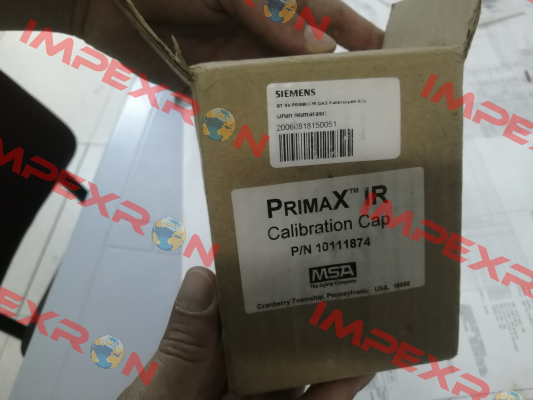 SIEMENS
Ürün Numarası:
20060818150051
PRIMAX™ IR
Calibration Cap
P/N 10111874
MSA
The Safety Company
Cranberry Township, Pennsylvania USA 16066
IMPEXRON
IMPEXRON
IMPEXRON
IMPEXRON
IMPEXRON